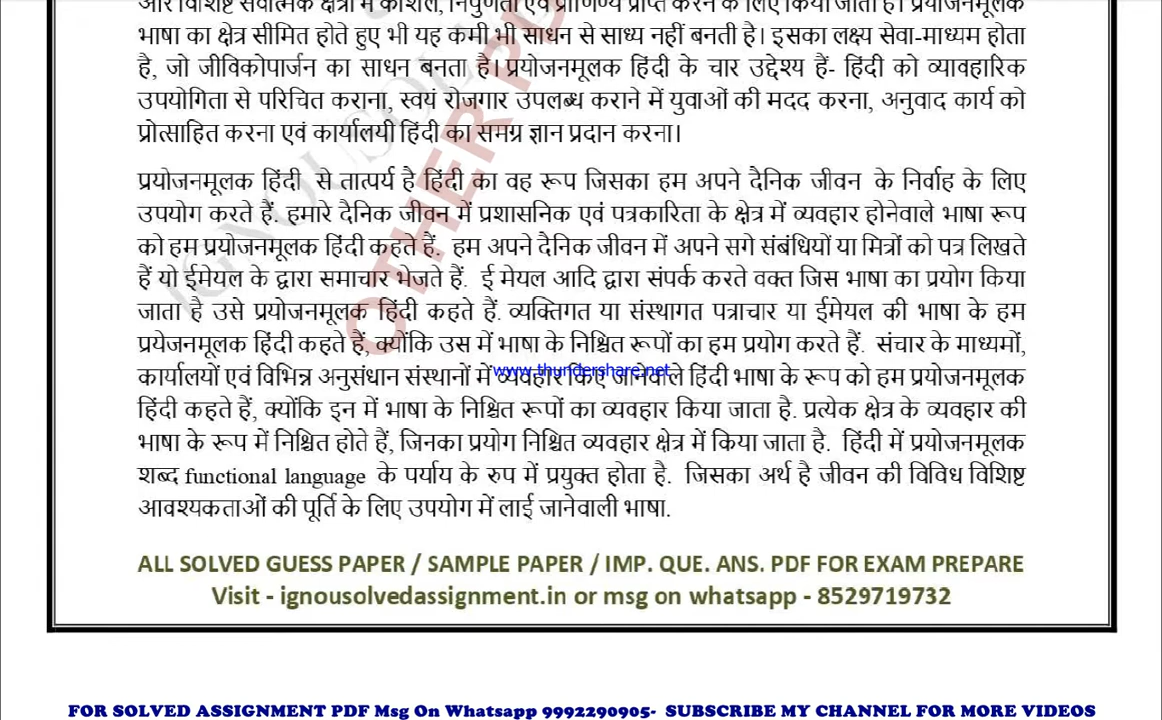 और विशिष्ट सेवात्मक क्षेत्रों में कौशल, निपुणता एवं प्राप्त करने के लिए किया जाता है। प्रयोजनमूलक
भाषा का क्षेत्र सीमित होते हुए भी यह कमी भी साधन से साध्य नहीं बनती है। इसका लक्ष्य सेवा-माध्यम होता
है, जो जीविकोपार्जन का साधन बनता है। प्रयोजनमूलक हिंदी के चार उद्देश्य हैं- हिंदी को व्यावहारिक
उपयोगिता से परिचित कराना, स्वयं रोजगार उपलब्ध कराने में युवाओं की मदद करना, अनुवाद कार्य को
प्रोत्साहित करना एवं कार्यालयी हिंदी का समग्र ज्ञान प्रदान करना।
प्रयोजनमूलक हिंदी से तात्पर्य है हिंदी का वह रूप जिसका हम अपने दैनिक जीवन के निर्वाह के लिए
उपयोग करते हैं. हमारे दैनिक जीवन में प्रशासनिक एवं पत्रकारिता के क्षेत्र में व्यवहार होनेवाले भाषा रूप
को हम प्रयोजनमूलक हिंदी कहते हैं. हम अपने दैनिक जीवन में अपने सगे संबंधियों या मित्रों को पत्र लिखते
हैं यो ईमेयल के द्वारा समाचार भेजते हैं. ई मेयल आदि द्वारा संपर्क करते वक्त जिस भाषा का प्रयोग किया
जाता है उसे प्रयोजनमूलक हिंदी कहते हैं. व्यक्तिगत या संस्थागत पत्राचार या ईमेयल की भाषा के हम
प्रयेजनमूलक हिंदी कहते हैं, क्योंकि उस में भाषा के निश्चित रूपों का हम प्रयोग करते हैं. संचार के माध्यमों,
www.thundershare.net
कार्यालयों एवं विभिन्न अनुसंधान संस्थानों में व्यवहार किए जानेवाले हिंदी भाषा के रूप को हम प्रयोजनमूलक
हिंदी कहते हैं, क्योंकि इन में भाषा के निश्चित रूपों का व्यवहार किया जाता है. प्रत्येक क्षेत्र के व्यवहार की
भाषा के रूप में निश्चित होते हैं, जिनका प्रयोग निश्चित व्यवहार क्षेत्र में किया जाता है. हिंदी में प्रयोजनमूलक
शब्द functional language के पर्याय के रुप में प्रयुक्त होता है. जिसका अर्थ है जीवन की विविध विशिष्ट
आवश्यकताओं की पूर्ति के लिए उपयोग में लाई जानेवाली भाषा.
OTHER PD
IGNOUSOL
ALL SOLVED GUESS PAPER / SAMPLE PAPER / IMP. QUE. ANS. PDF FOR EXAM PREPARE
Visit - ignousolvedassignment.in or msg on whatsapp - 8529719732
FOR SOLVED ASSIGNMENT PDF Msg On Whatsapp 9992290905- SUBSCRIBE MY CHANNEL FOR MORE VIDEOS